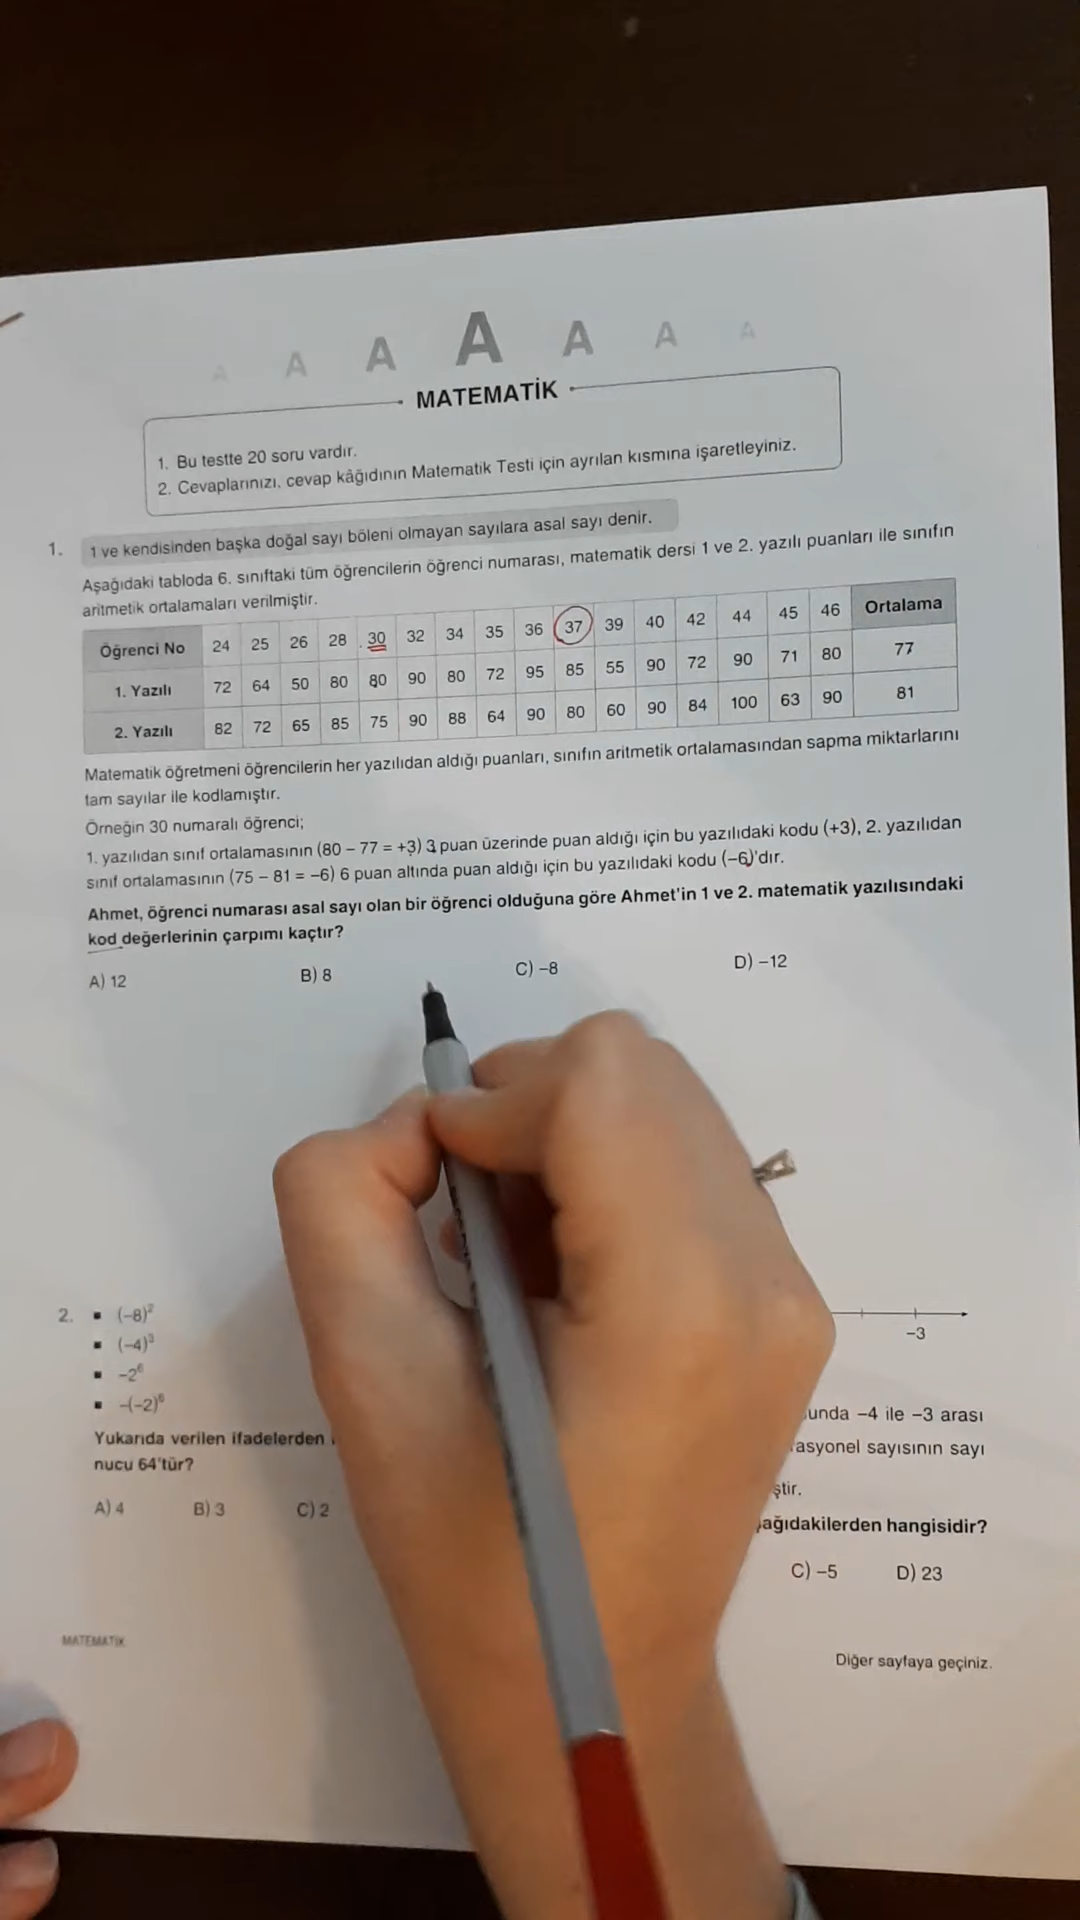 A A A A A A A
MATEMATİK
1. Bu testte 20 soru vardır.
2. Cevaplarınızı, cevap kâğıdının Matematik Testi için ayrılan kısmına işaretleyiniz.
1. 1 ve kendisinden başka doğal sayı böleni olmayan sayılara asal sayı denir.
Aşağıdaki tabloda 6. sınıftaki tüm öğrencilerin öğrenci numarası, matematik dersi 1 ve 2. yazılı puanları ile sınıfın
aritmetik ortalamaları verilmiştir.
Öğrenci No 24 25 26 28 30 32 34 35 36 37 39 40 42 44 45 46 Ortalama
1. Yazılı 72 64 50 80 80 90 80 72 95 85 55 90 72 90 71 80 77
2. Yazılı 82 72 65 85 75 90 88 64 90 80 60 90 84 100 63 90 81
Matematik öğretmeni öğrencilerin her yazılıdan aldığı puanları, sınıfın aritmetik ortalamasından sapma miktarlarını
tam sayılar ile kodlamıştır.
Örneğin 30 numaralı öğrenci;
1. yazılıdan sınıf ortalamasının (80 – 77 = +3) 3 puan üzerinde puan aldığı için bu yazılıdaki kodu (+3), 2. yazılıdan
sınıf ortalamasının (75 – 81 = –6) 6 puan altında puan aldığı için bu yazılıdaki kodu (–6)'dır.
Ahmet, öğrenci numarası asal sayı olan bir öğrenci olduğuna göre Ahmet'in 1 ve 2. matematik yazılısındaki
kod değerlerinin çarpımı kaçtır?
A) 12 B) 8 C) –8 D) –12
2. ▪ (–8)²
▪ (–4)³
▪ –2⁶
▪ –(–2)⁶
Yukarıda verilen ifadelerden
nucu 64'tür?
A) 4 B) 3 C) 2
–3
unda –4 ile –3 arası
asyonel sayısının sayı
ştir.
ağıdakilerden hangisidir?
C) –5 D) 23
MATEMATİK
Diğer sayfaya geçiniz.